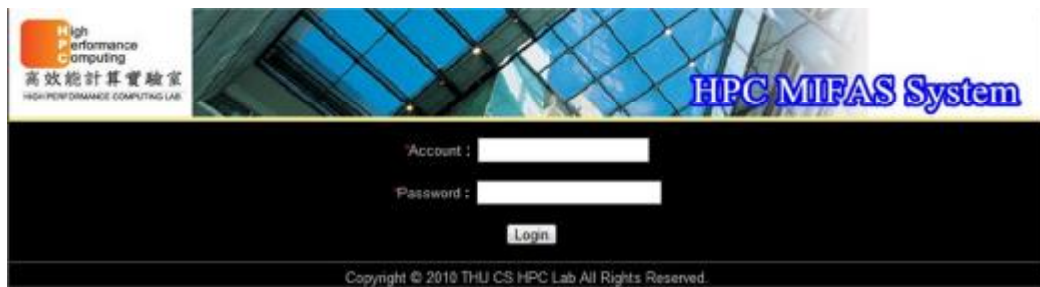 High
Performance
Computing
高效能計算實驗室
HIGH PERFORMANCE COMPUTING LAB.
HPC MIFAS System
*Account :
*Password :
Login
Copyright © 2010 THU CS HPC Lab All Rights Reserved.